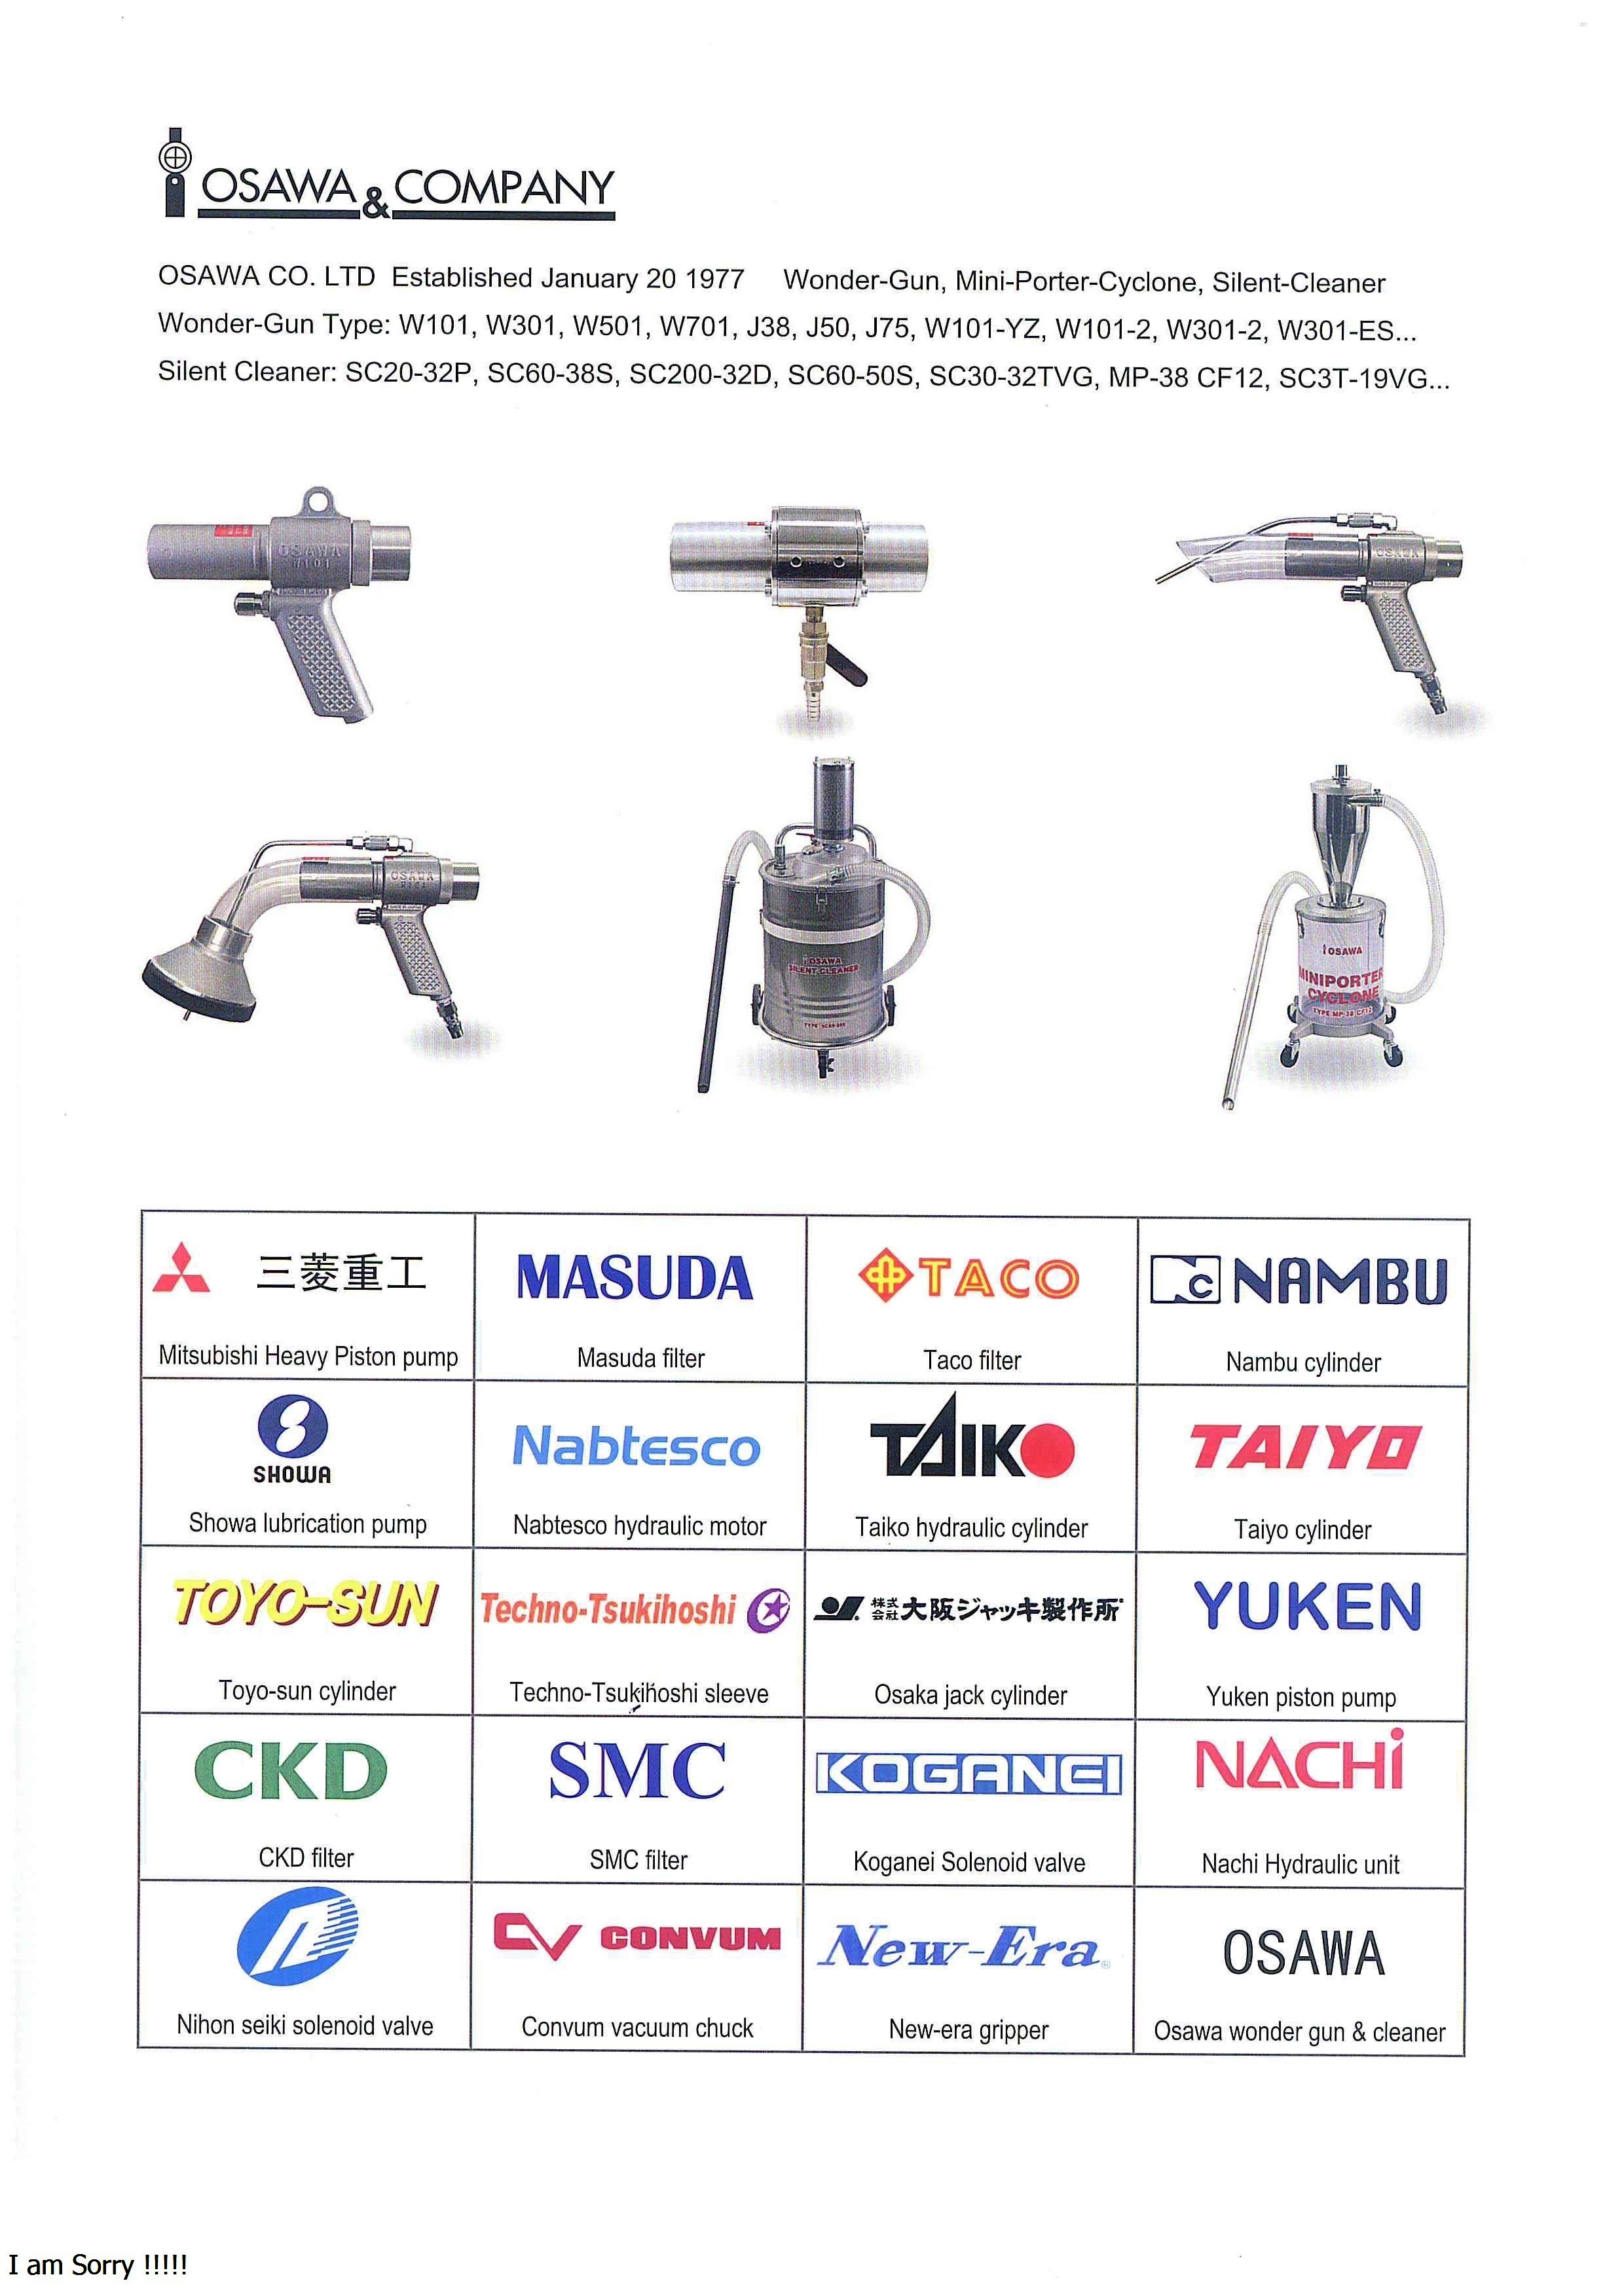 OSAWA & COMPANY
OSAWA CO. LTD Established January 20 1977 Wonder-Gun, Mini-Porter-Cyclone, Silent-Cleaner
Wonder-Gun Type: W101, W301, W501, W701, J38, J50, J75, W101-YZ, W101-2, W301-2, W301-ES...
Silent Cleaner: SC20-32P, SC60-38S, SC200-32D, SC60-50S, SC30-32TVG, MP-38 CF12, SC3T-19VG...
OSAWA
W101
OSAWA
OSAWA
W101
OSAWA
SILENT CLEANER
OSAWA
MINIPORTER
CYCLONE
TYPE MP-38 CF12
三菱重工 MASUDA TACO NAMBU
Mitsubishi Heavy Piston pump Masuda filter Taco filter Nambu cylinder
SHOWA Nabtesco TAIKO TAIYO
Showa lubrication pump Nabtesco hydraulic motor Taiko hydraulic cylinder Taiyo cylinder
TOYO-SUN Techno-Tsukihoshi 株式会社大阪ジャッキ製作所 YUKEN
Toyo-sun cylinder Techno-Tsukihoshi sleeve Osaka jack cylinder Yuken piston pump
CKD SMC KOGANEI NACHi
CKD filter SMC filter Koganei Solenoid valve Nachi Hydraulic unit
CONVUM New-Era® OSAWA
Nihon seiki solenoid valve Convum vacuum chuck New-era gripper Osawa wonder gun & cleaner
I am Sorry !!!!!